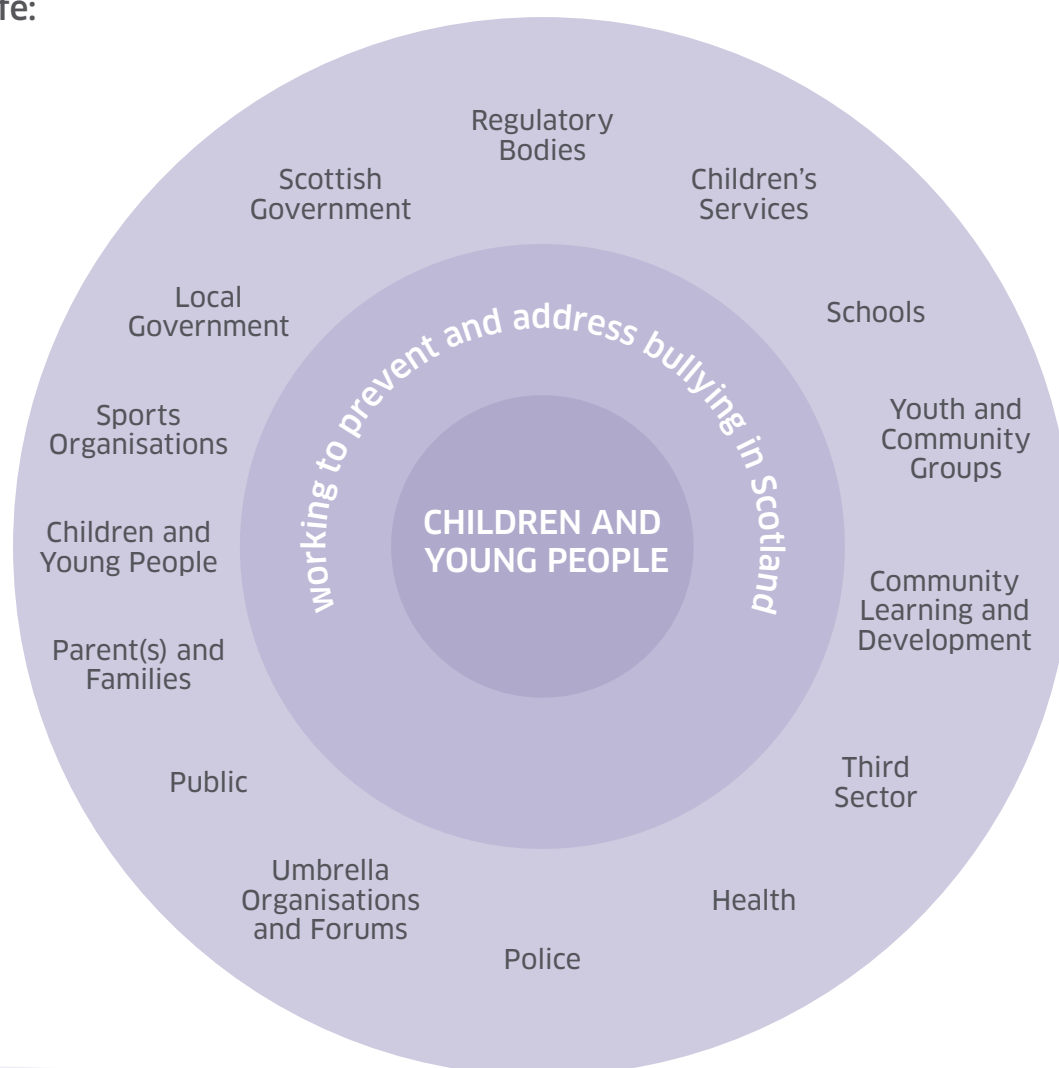 fe:
Regulatory
Bodies
Children's
Services
Schools
Youth and
Community
Groups
Community
Learning and
Development
Third
Sector
Health
Police
Umbrella
Organisations
and Forums
Public
Parent(s) and
Families
Children and
Young People
Sports
Organisations
Local
Government
Scottish
Government
working to prevent and address bullying in Scotland
CHILDREN AND
YOUNG PEOPLE